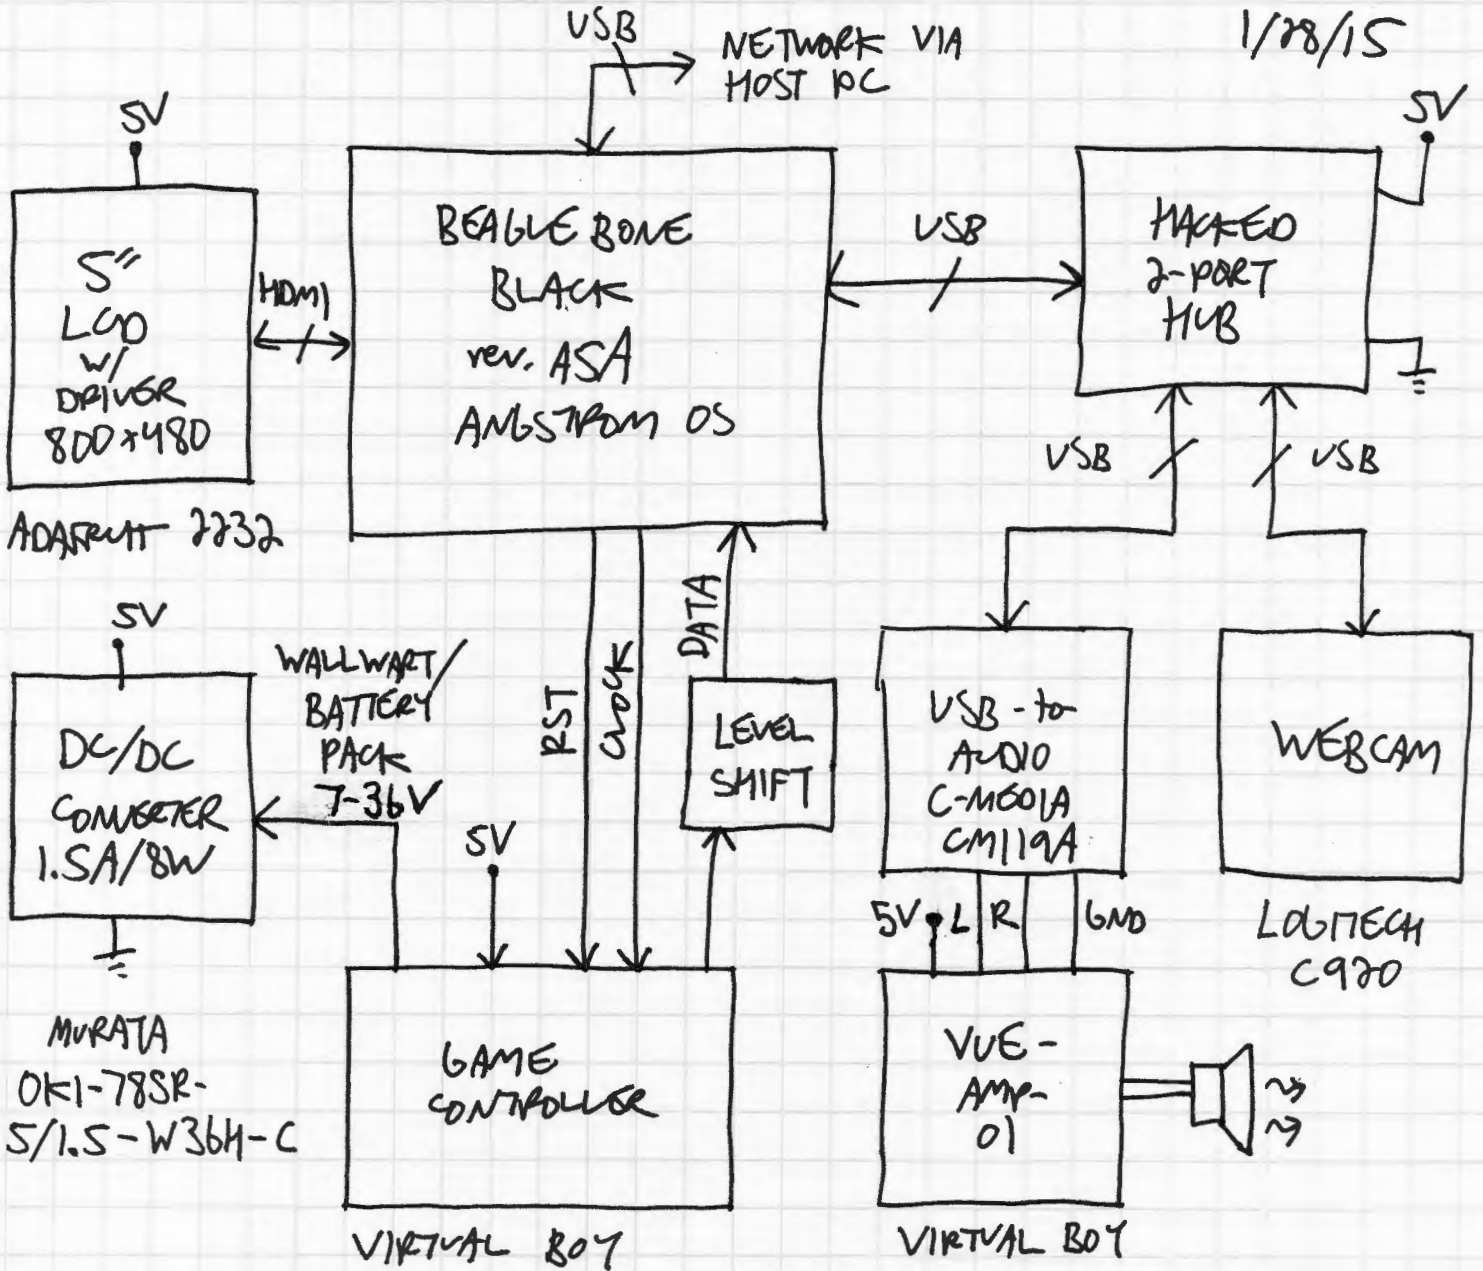 1/28/15
USB
NETWORK VIA
HOST PC
5V
5"
LCD
W/
DRIVER
800x480
ADAFRUIT 2232
HDMI
BEAGLE BONE
BLACK
rev. A5A
ANGSTROM OS
USB
5V
HACKED
2-PORT
HUB
USB
USB
5V
DC/DC
CONVERTER
1.5A/8W
MURATA
OKI-78SR-
5/1.5-W36H-C
WALLWART/
BATTERY
PACK
7-36V
5V
RST
CLOCK
DATA
LEVEL
SHIFT
GAME
CONTROLLER
VIRTUAL BOY
USB-to-
AUDIO
C-MEDIA
CM119A
5V
L
R
GND
VUE-
AMP-
01
VIRTUAL BOY
WEBCAM
LOGITECH
C920